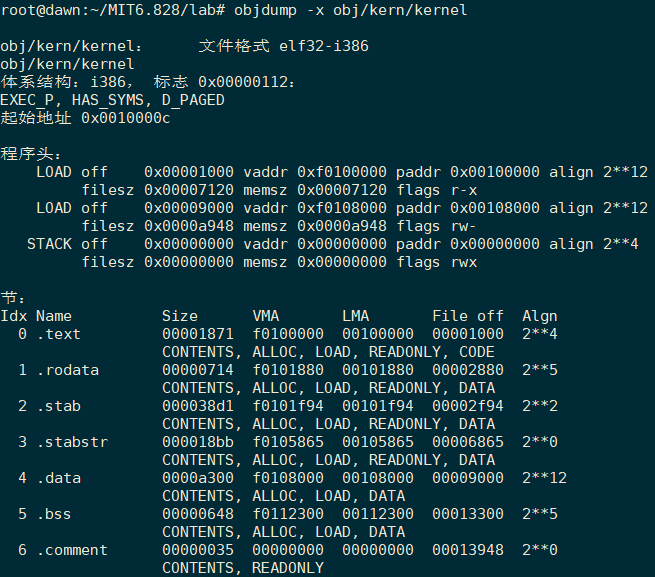 root@dawn:~/MIT6.828/lab# objdump -x obj/kern/kernel
obj/kern/kernel：     文件格式 elf32-i386
obj/kern/kernel
体系结构：i386， 标志 0x00000112：
EXEC_P, HAS_SYMS, D_PAGED
起始地址 0x0010000c
程序头：
    LOAD off    0x00001000 vaddr 0xf0100000 paddr 0x00100000 align 2**12
         filesz 0x00007120 memsz 0x00007120 flags r-x
    LOAD off    0x00009000 vaddr 0xf0108000 paddr 0x00108000 align 2**12
         filesz 0x0000a948 memsz 0x0000a948 flags rw-
   STACK off    0x00000000 vaddr 0x00000000 paddr 0x00000000 align 2**4
         filesz 0x00000000 memsz 0x00000000 flags rwx
节：
Idx Name          Size      VMA       LMA       File off  Algn
  0 .text         00001871  f0100000  00100000  00001000  2**4
                  CONTENTS, ALLOC, LOAD, READONLY, CODE
  1 .rodata       00000714  f0101880  00101880  00002880  2**5
                  CONTENTS, ALLOC, LOAD, READONLY, DATA
  2 .stab         000038d1  f0101f94  00101f94  00002f94  2**2
                  CONTENTS, ALLOC, LOAD, READONLY, DATA
  3 .stabstr      000018bb  f0105865  00105865  00006865  2**0
                  CONTENTS, ALLOC, LOAD, READONLY, DATA
  4 .data         0000a300  f0108000  00108000  00009000  2**12
                  CONTENTS, ALLOC, LOAD, DATA
  5 .bss          00000648  f0112300  00112300  00013300  2**5
                  CONTENTS, ALLOC, LOAD, DATA
  6 .comment      00000035  00000000  00000000  00013948  2**0
                  CONTENTS, READONLY